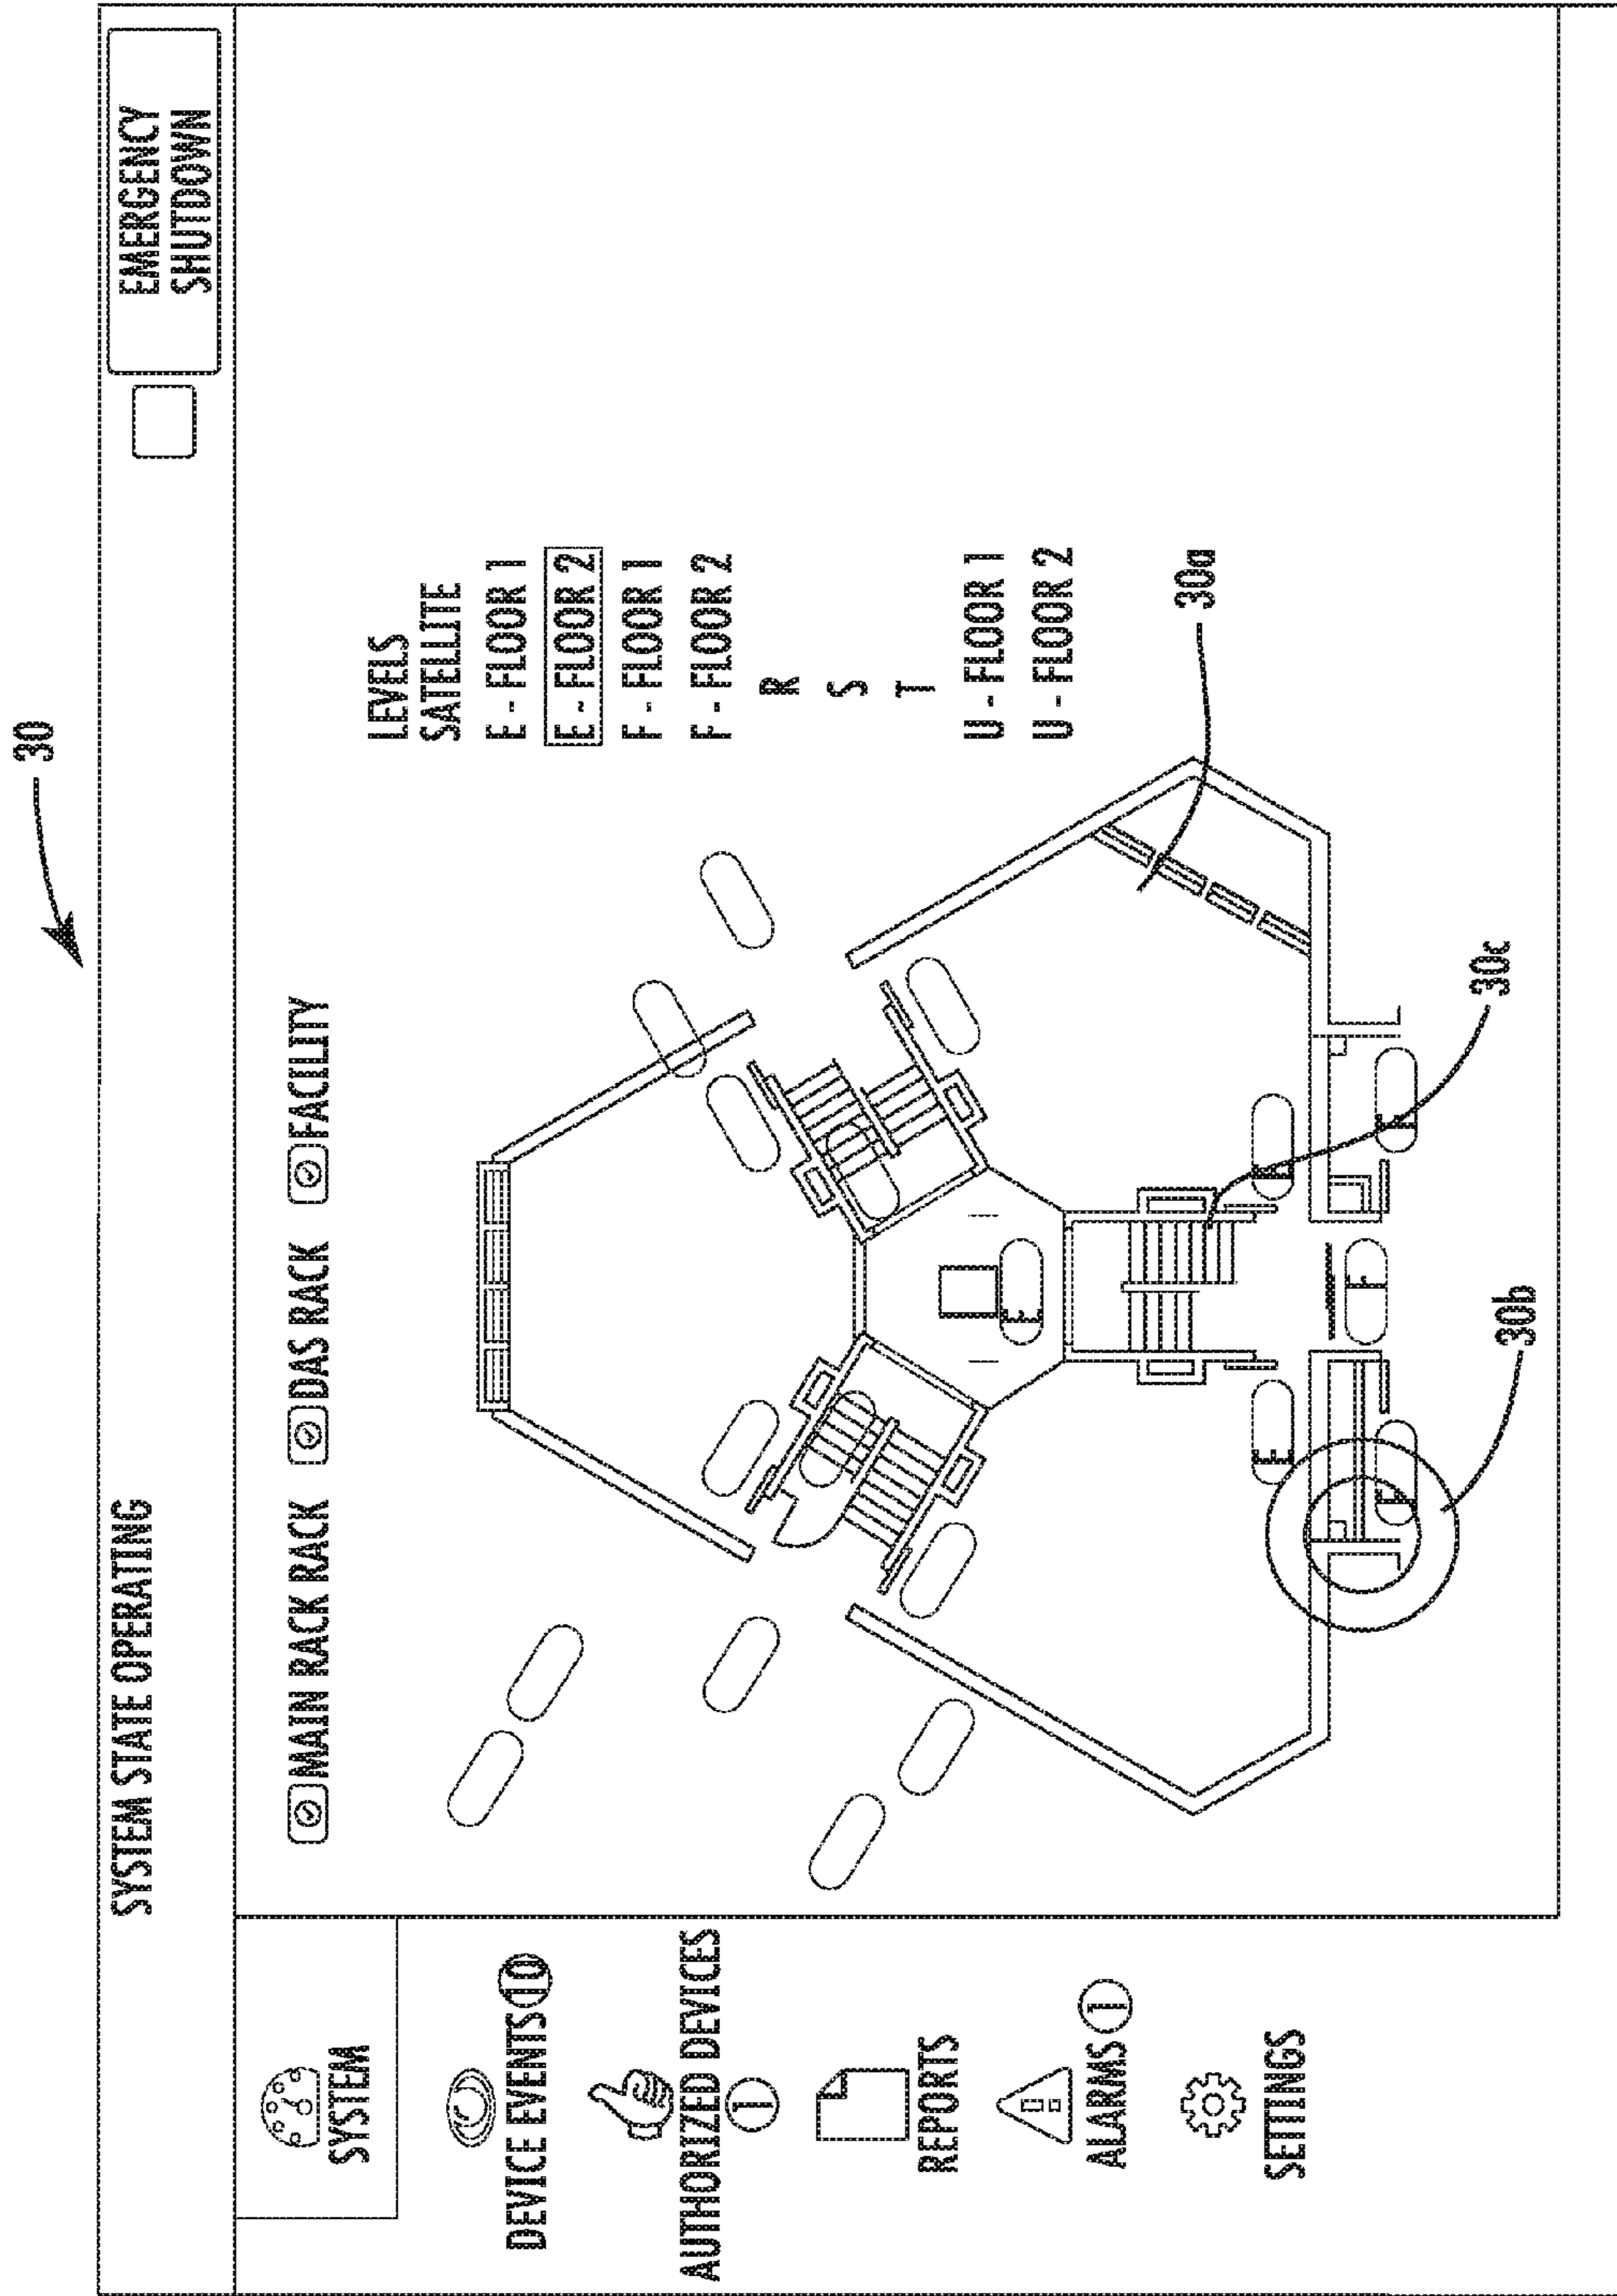 30
SYSTEM STATE OPERATING
EMERGENCY
SHUTDOWN
SYSTEM
DEVICE EVENTS 10
AUTHORIZED DEVICES
1
REPORTS
ALARMS 1
SETTINGS
MAIN RACK RACK
DAS RACK
FACILITY
LEVELS
SATELLITE
E - FLOOR 1
E - FLOOR 2
F - FLOOR 1
F - FLOOR 2
R
S
T
U - FLOOR 1
U - FLOOR 2
E
E
F
F
30a
30b
30c